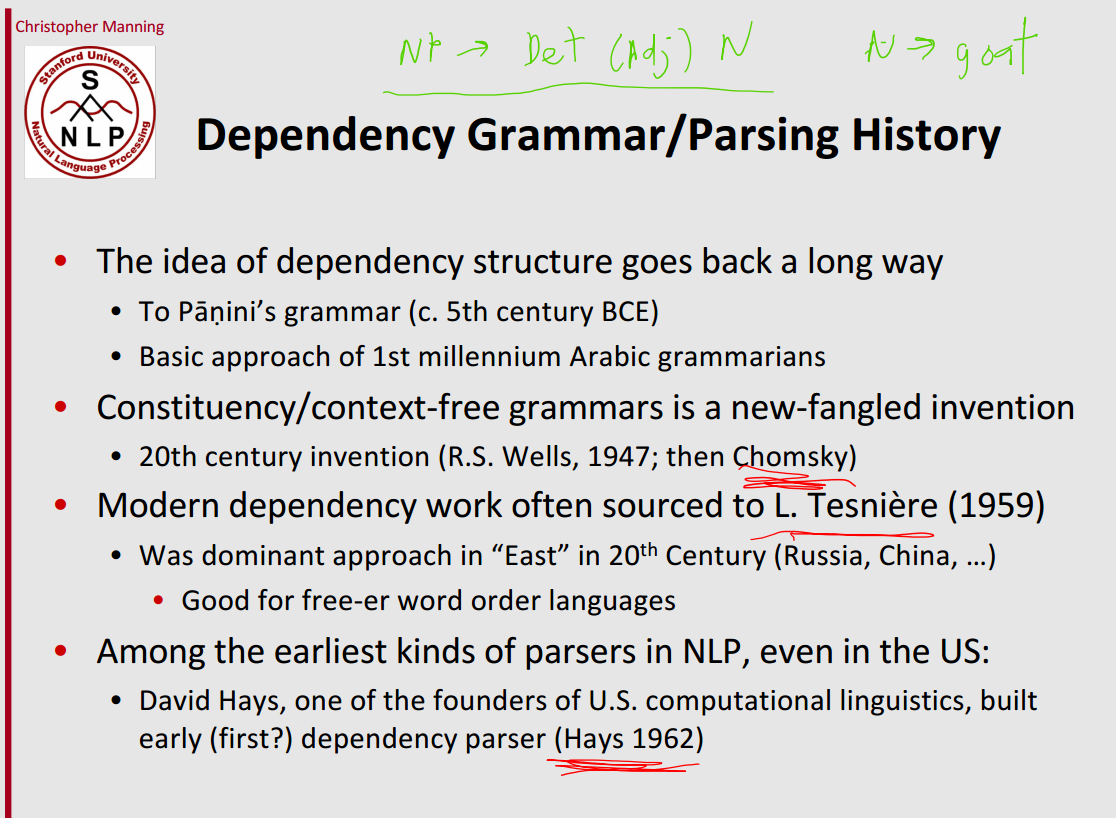 Christopher Manning
NP → Det (Adj) N N → goat
Stanford University
S
NLP
Natural Language Processing
Dependency Grammar/Parsing History
• The idea of dependency structure goes back a long way
• To Pāṇini’s grammar (c. 5th century BCE)
• Basic approach of 1st millennium Arabic grammarians
• Constituency/context-free grammars is a new-fangled invention
• 20th century invention (R.S. Wells, 1947; then Chomsky)
• Modern dependency work often sourced to L. Tesnière (1959)
• Was dominant approach in “East” in 20th Century (Russia, China, …)
• Good for free-er word order languages
• Among the earliest kinds of parsers in NLP, even in the US:
• David Hays, one of the founders of U.S. computational linguistics, built
early (first?) dependency parser (Hays 1962)